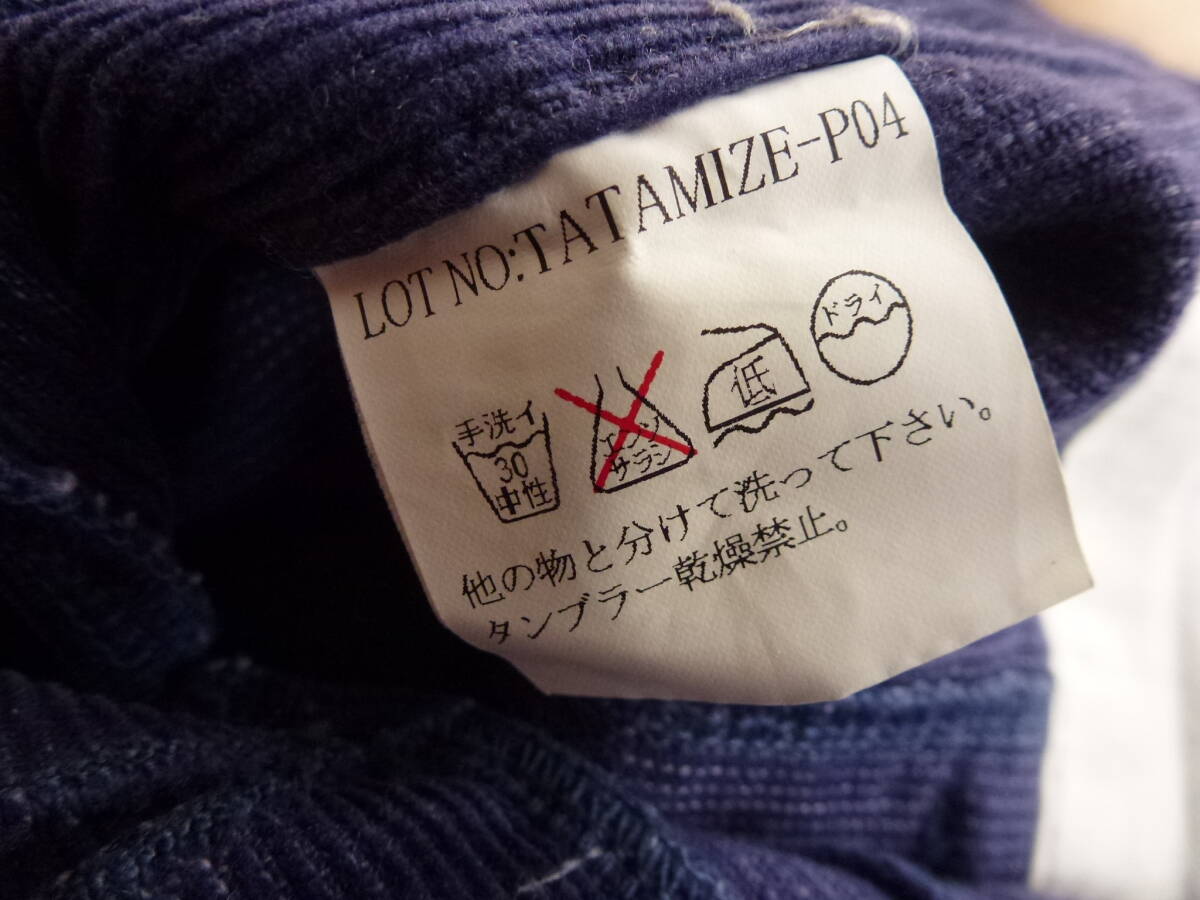 LOT NO:TATAMIZE-P04
手洗イ
30
中性
エンソ
サラシ
低
ドライ
他の物と分けて洗って下さい。
タンブラー乾燥禁止。